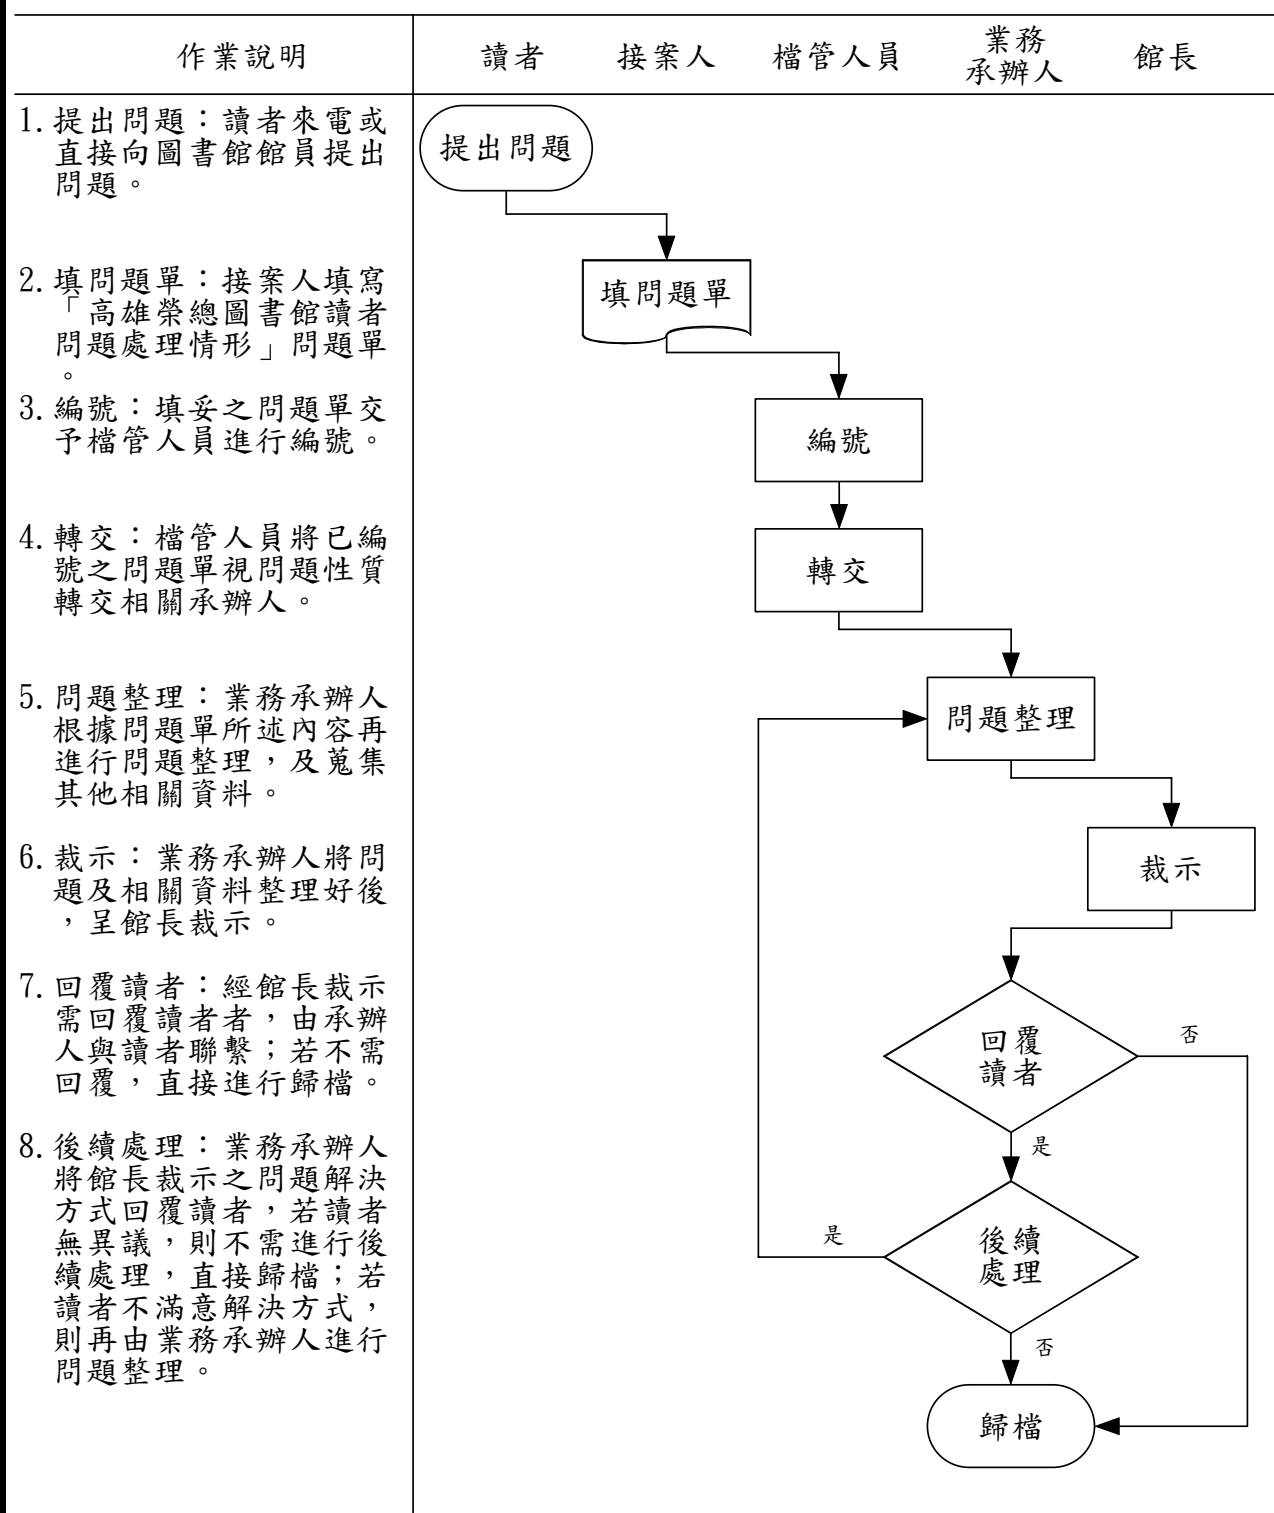 作業說明
讀者
接案人
檔管人員
業務
承辦人
館長
1.提出問題：讀者來電或
直接向圖書館館員提出
問題。
2.填問題單：接案人填寫
「高雄榮總圖書館讀者
問題處理情形」問題單
。
3.編號：填妥之問題單交
予檔管人員進行編號。
4.轉交：檔管人員將已編
號之問題單視問題性質
轉交相關承辦人。
5.問題整理：業務承辦人
根據問題單所述內容再
進行問題整理，及蒐集
其他相關資料。
6.裁示：業務承辦人將問
題及相關資料整理好後
，呈館長裁示。
7.回覆讀者：經館長裁示
需回覆讀者者，由承辦
人與讀者聯繫；若不需
回覆，直接進行歸檔。
8.後續處理：業務承辦人
將館長裁示之問題解決
方式回覆讀者，若讀者
無異議，則不需進行後
續處理，直接歸檔；若
讀者不滿意解決方式，
則再由業務承辦人進行
問題整理。
提出問題
填問題單
編號
轉交
問題整理
裁示
回覆
讀者
否
是
後續
處理
是
否
歸檔